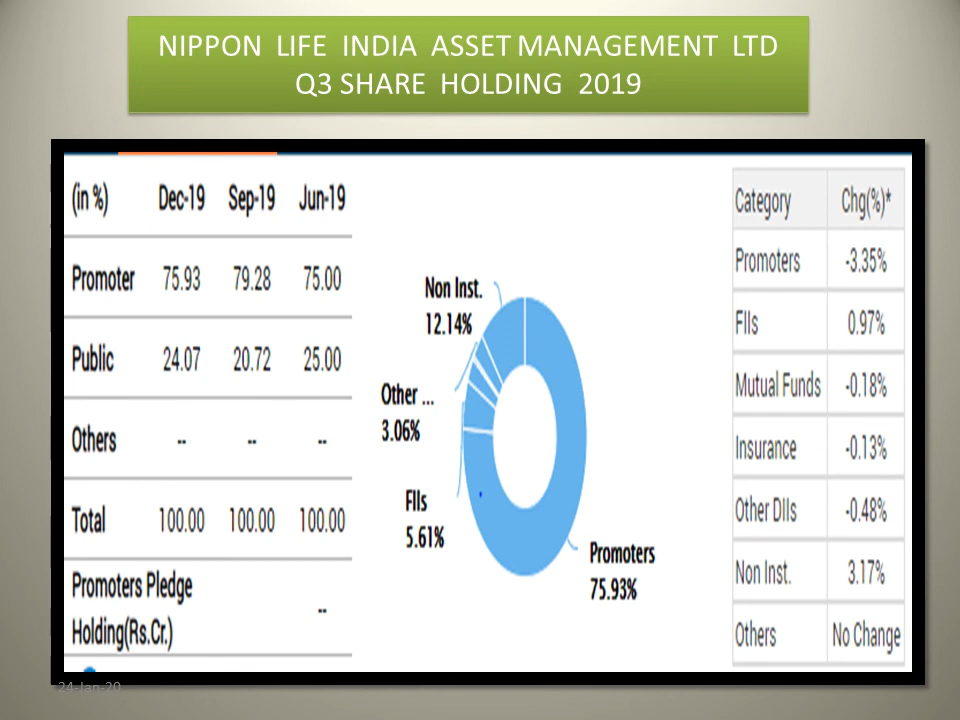 NIPPON LIFE INDIA ASSET MANAGEMENT LTD
Q3 SHARE HOLDING 2019
(in %) Dec-19 Sep-19 Jun-19
Promoter 75.93 79.28 75.00
Public 24.07 20.72 25.00
Others -- -- --
Total 100.00 100.00 100.00
Promoters Pledge
Holding(Rs.Cr.) --
Non Inst.
12.14%
Other ...
3.06%
FIIs
5.61%
Promoters
75.93%
Category Chg(%)*
Promoters -3.35%
FIIs 0.97%
Mutual Funds -0.18%
Insurance -0.13%
Other DIIs -0.48%
Non Inst. 3.17%
Others No Change
24-Jan-20